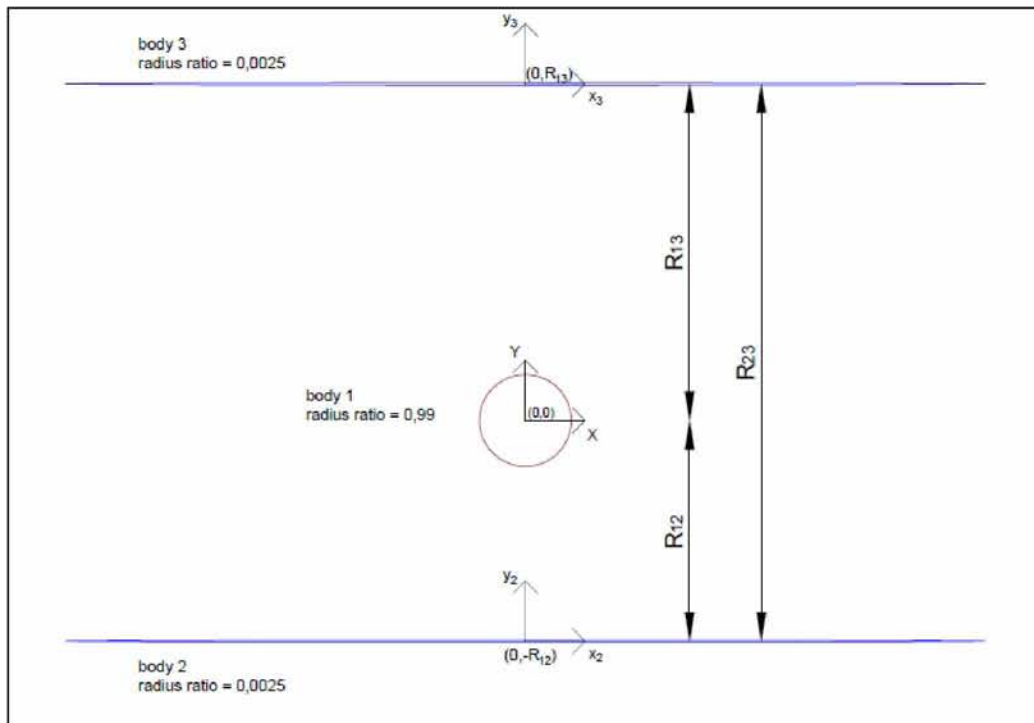 y₃
body 3
radius ratio = 0,0025
(0,R₁₃)
x₃
R₁₃
R₂₃
Y
body 1
radius ratio = 0,99
(0,0)
X
R₁₂
y₂
(0,-R₁₂)
x₂
body 2
radius ratio = 0,0025